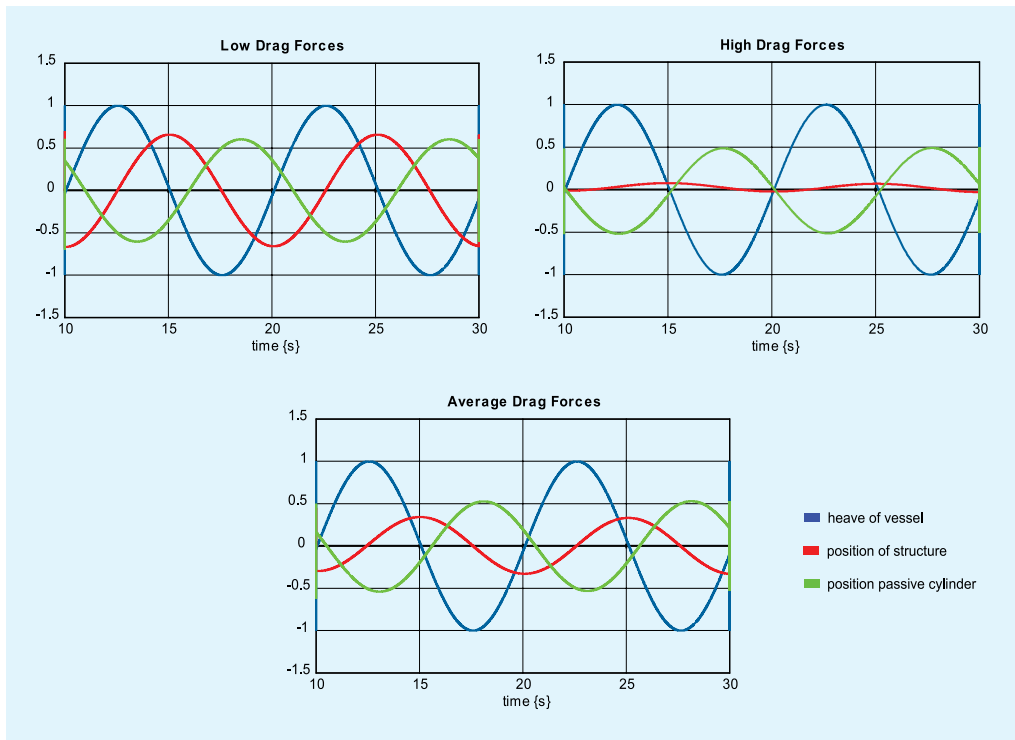 Low Drag Forces
1.5
1
0.5
0
-0.5
-1
-1.5
10 15 20 25 30
time {s}
High Drag Forces
1.5
1
0.5
0
-0.5
-1
-1.5
10 15 20 25 30
time {s}
Average Drag Forces
1.5
1
0.5
0
-0.5
-1
-1.5
10 15 20 25 30
time {s}
heave of vessel
position of structure
position passive cylinder